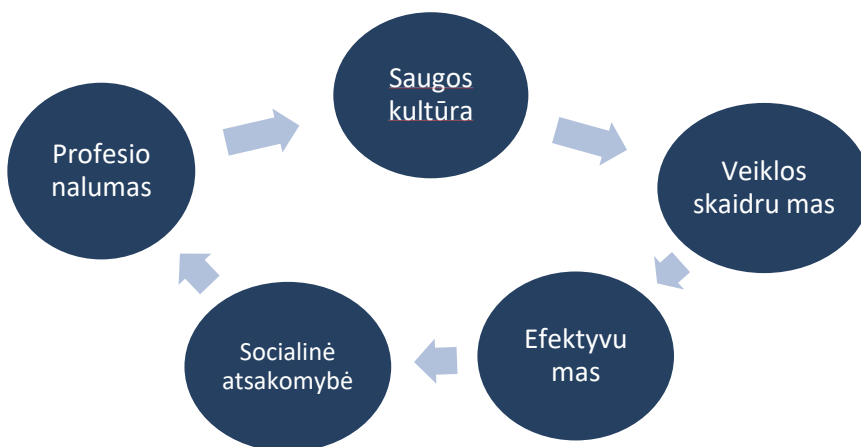 Saugos
kultūra
Profesio
nalumas
Veiklos
skaidru mas
Efektyvu
mas
Socialinė
atsakomybė